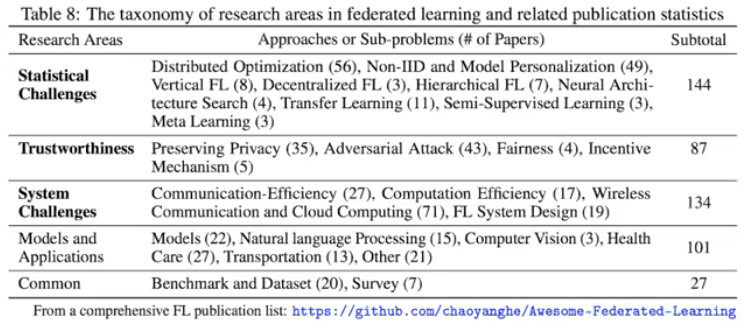 Table 8: The taxonomy of research areas in federated learning and related publication statistics
Research Areas Approaches or Sub-problems (# of Papers) Subtotal
Statistical Challenges Distributed Optimization (56), Non-IID and Model Personalization (49),
Vertical FL (8), Decentralized FL (3), Hierarchical FL (7), Neural Archi-
tecture Search (4), Transfer Learning (11), Semi-Supervised Learning (3),
Meta Learning (3) 144
Trustworthiness Preserving Privacy (35), Adversarial Attack (43), Fairness (4), Incentive
Mechanism (5) 87
System Challenges Communication-Efficiency (27), Computation Efficiency (17), Wireless
Communication and Cloud Computing (71), FL System Design (19) 134
Models and Applications Models (22), Natural language Processing (15), Computer Vision (3), Health
Care (27), Transportation (13), Other (21) 101
Common Benchmark and Dataset (20), Survey (7) 27
From a comprehensive FL publication list: https://github.com/chaoyanghe/Awesome-Federated-Learning